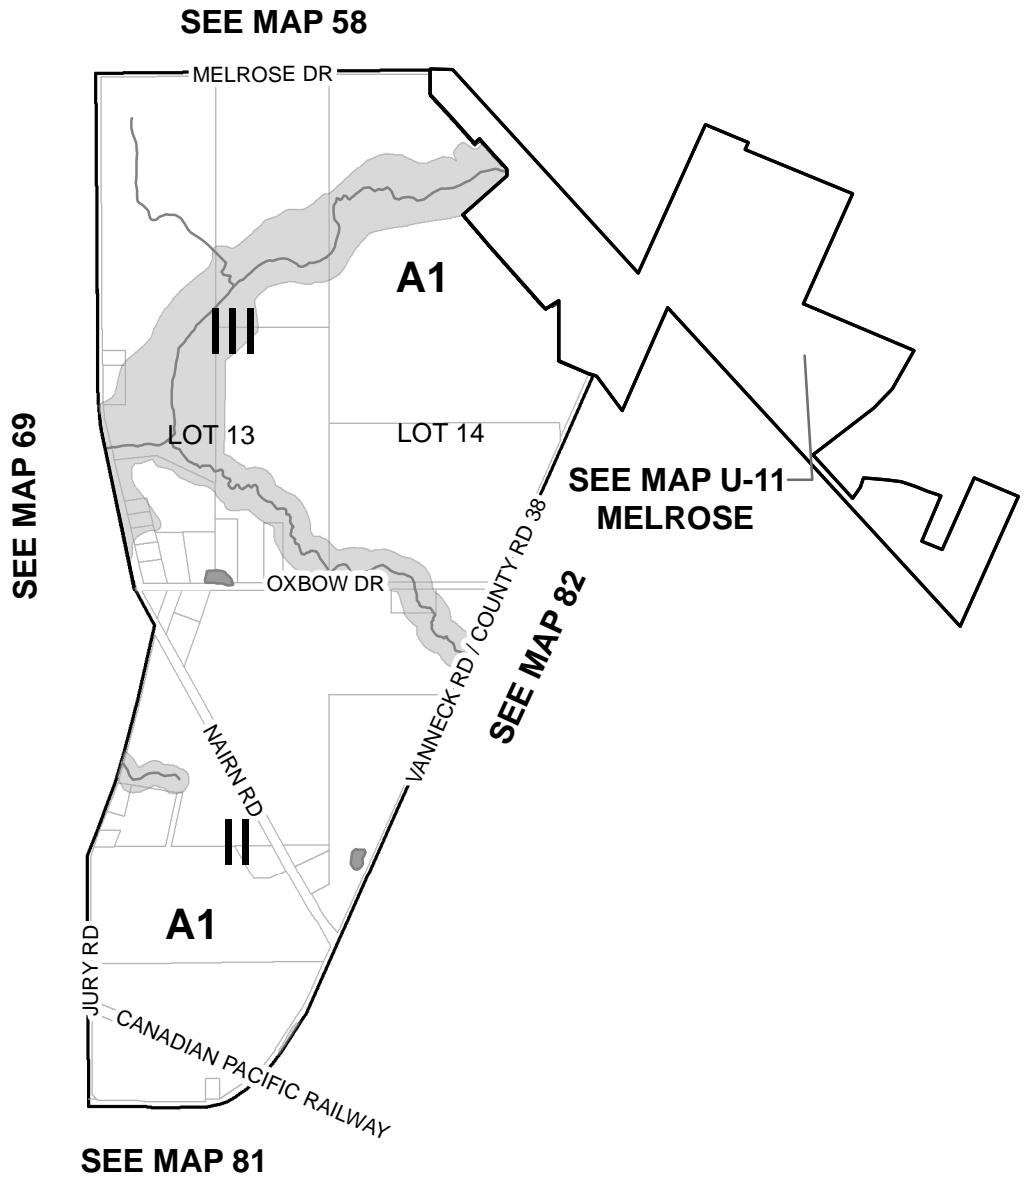 SEE MAP 58
MELROSE DR
A1
III
LOT 13
LOT 14
SEE MAP 69
SEE MAP U-11
MELROSE
OXBOW DR
VANNECK RD / COUNTY RD 38
SEE MAP 82
NAIRN RD
II
A1
JURY RD
CANADIAN PACIFIC RAILWAY
SEE MAP 81